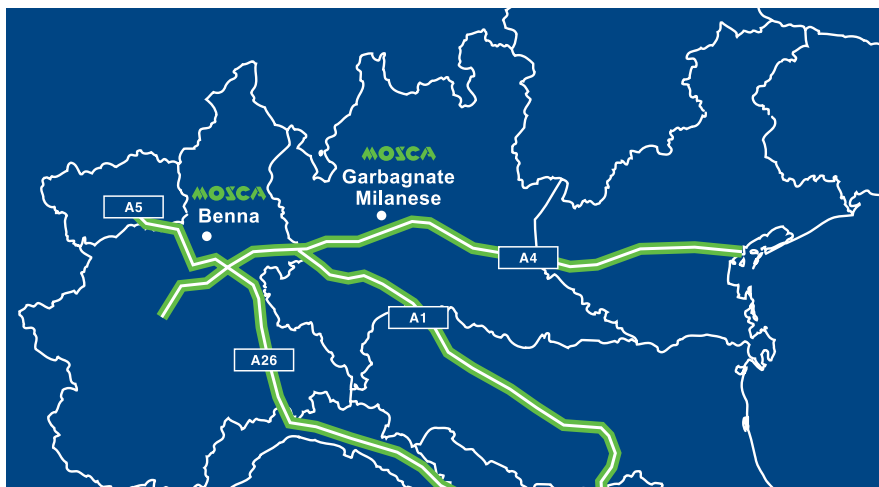 MOSCA
Garbagnate
Milanese
MOSCA
Benna
A5
A4
A1
A26